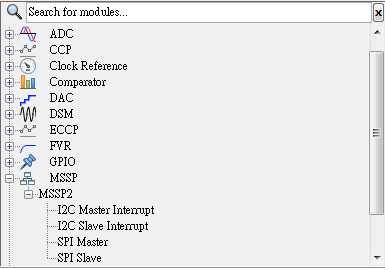 Search for modules...
ADC
CCP
Clock Reference
Comparator
DAC
DSM
ECCP
FVR
GPIO
MSSP
MSSP2
I2C Master Interrupt
I2C Slave Interrupt
SPI Master
SPI Slave